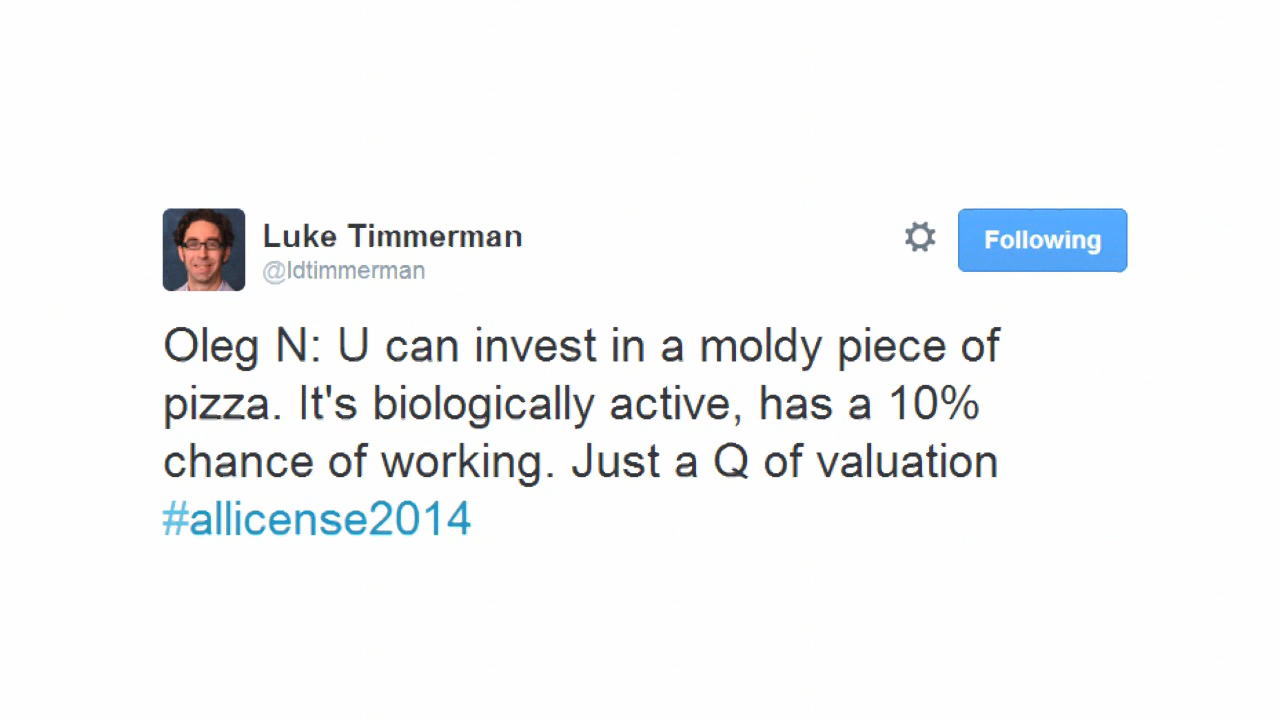 Luke Timmerman
@ldtimmerman
Following
Oleg N: U can invest in a moldy piece of
pizza. It's biologically active, has a 10%
chance of working. Just a Q of valuation
#allicense2014